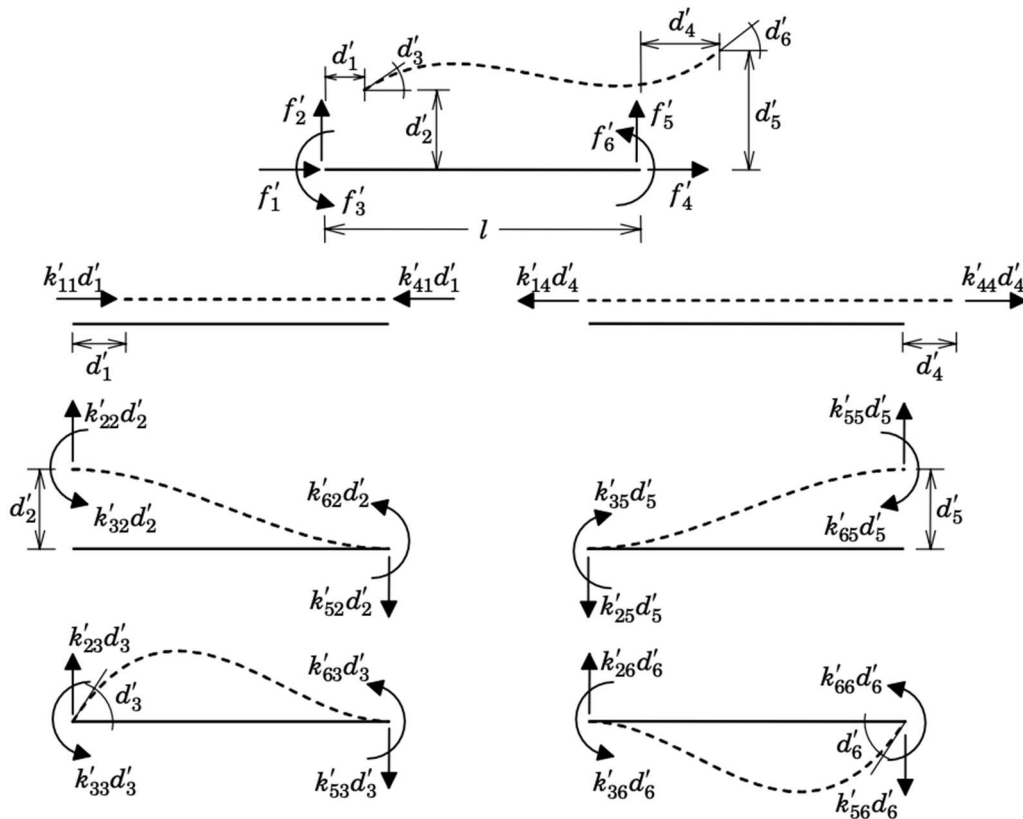 d′₄ d′₆
d′₁ d′₃
f′₂ d′₂ f′₅ d′₅
f′₆
f′₁ f′₃ f′₄
l
k′₁₁d′₁ k′₄₁d′₁ k′₁₄d′₄ k′₄₄d′₄
d′₁ d′₄
k′₂₂d′₂ k′₅₅d′₅
d′₂ k′₃₂d′₂ k′₆₂d′₂ k′₃₅d′₅ k′₆₅d′₅ d′₅
k′₅₂d′₂ k′₂₅d′₅
k′₂₃d′₃ k′₂₆d′₆
d′₃ k′₆₃d′₃ k′₆₆d′₆
d′₆
k′₃₃d′₃ k′₅₃d′₃ k′₃₆d′₆ k′₅₆d′₆